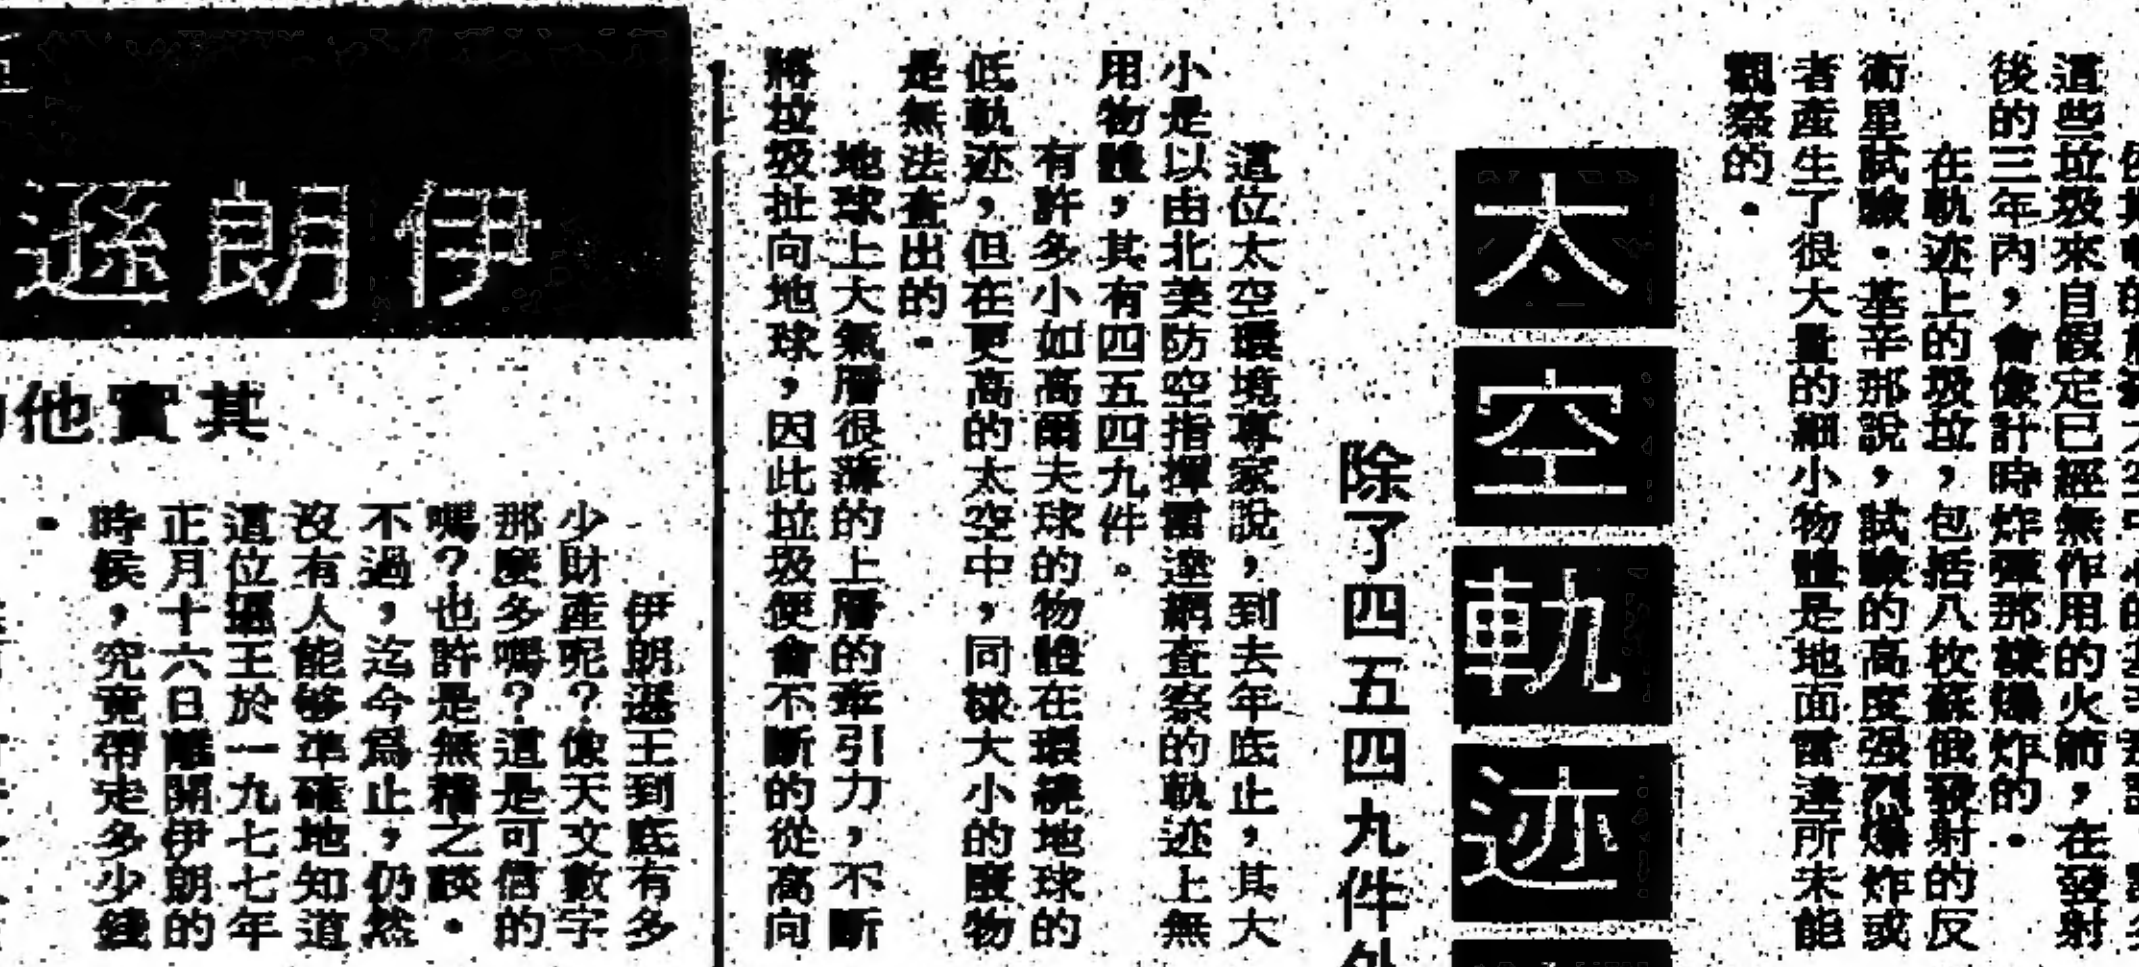 這些垃圾來自假定已經無作用的火箭，在發射
後的三年內，會像計時炸彈那樣爆炸的．
在軌迹上的圾垃，包括八枚蘇俄發射的反
衛星試驗．基辛那說，試驗的高度强烈爆炸或
者產生了很大量的細小物體是地面雷達所未能
觀察的．
太空軌迹
除了四五四九件外
這位太空環境專家說，到去年底止，其大
小是以由北美防空指揮雷達網查察的軌迹上無
用物體，其有四五四九件。
有許多小如高爾夫球的物體在環繞地球的
低軌迹，但在更高的太空中，同樣大小的廢物
是無法查出的．
地球上大氣層很薄的上層的牽引力，不斷
將垃圾扯向地球，因此垃圾便會不斷的從高向
伊朗遜
其實他
伊朗遜王到底有多
少財產呢？像天文數字
那麼多嗎？這是可信的
嗎？也許是無稽之談．
不過，迄今為止，仍然
沒有人能够準確地知道
這位遜王於一九七七年
正月十六日離開伊朗的
時候，究竟帶走多少錢
．